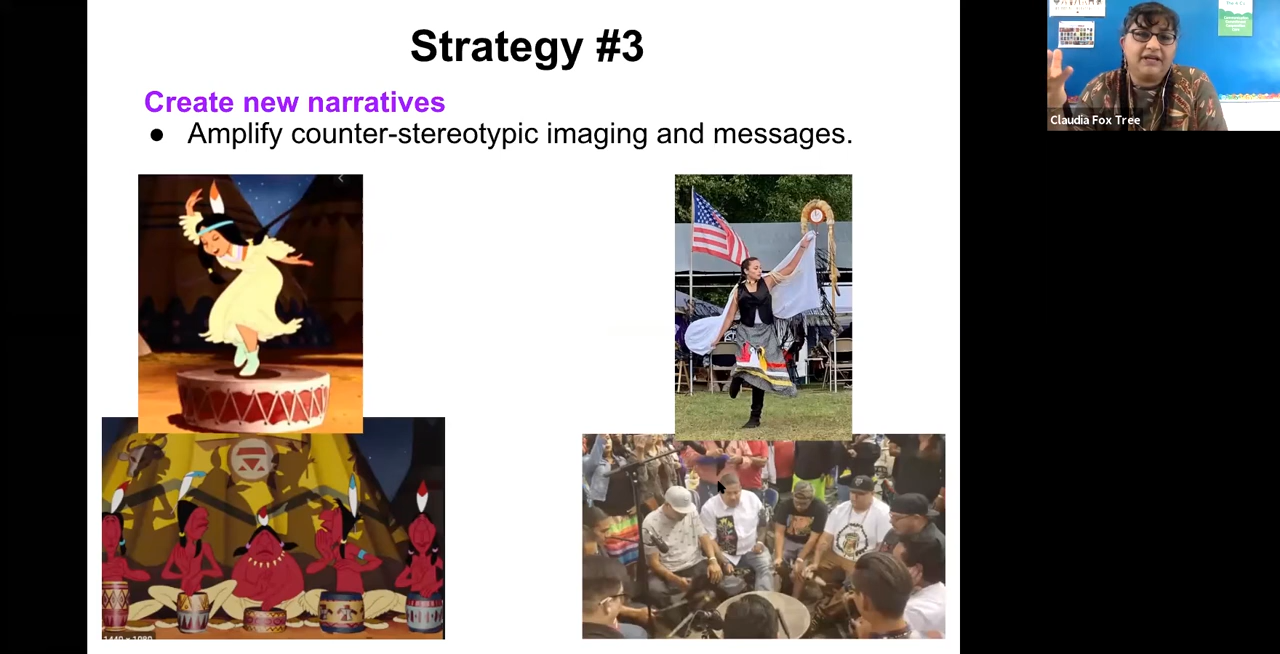 Strategy #3
Create new narratives
● Amplify counter-stereotypic imaging and messages.
Claudia Fox Tree